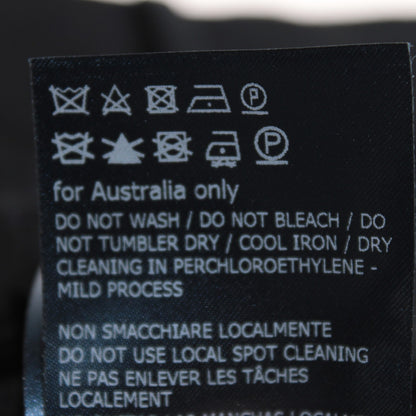 P
P
for Australia only
DO NOT WASH / DO NOT BLEACH / DO
NOT TUMBLER DRY / COOL IRON / DRY
CLEANING IN PERCHLOROETHYLENE -
MILD PROCESS
NON SMACCHIARE LOCALMENTE
DO NOT USE LOCAL SPOT CLEANING
NE PAS ENLEVER LES TÂCHES
LOCALEMENT